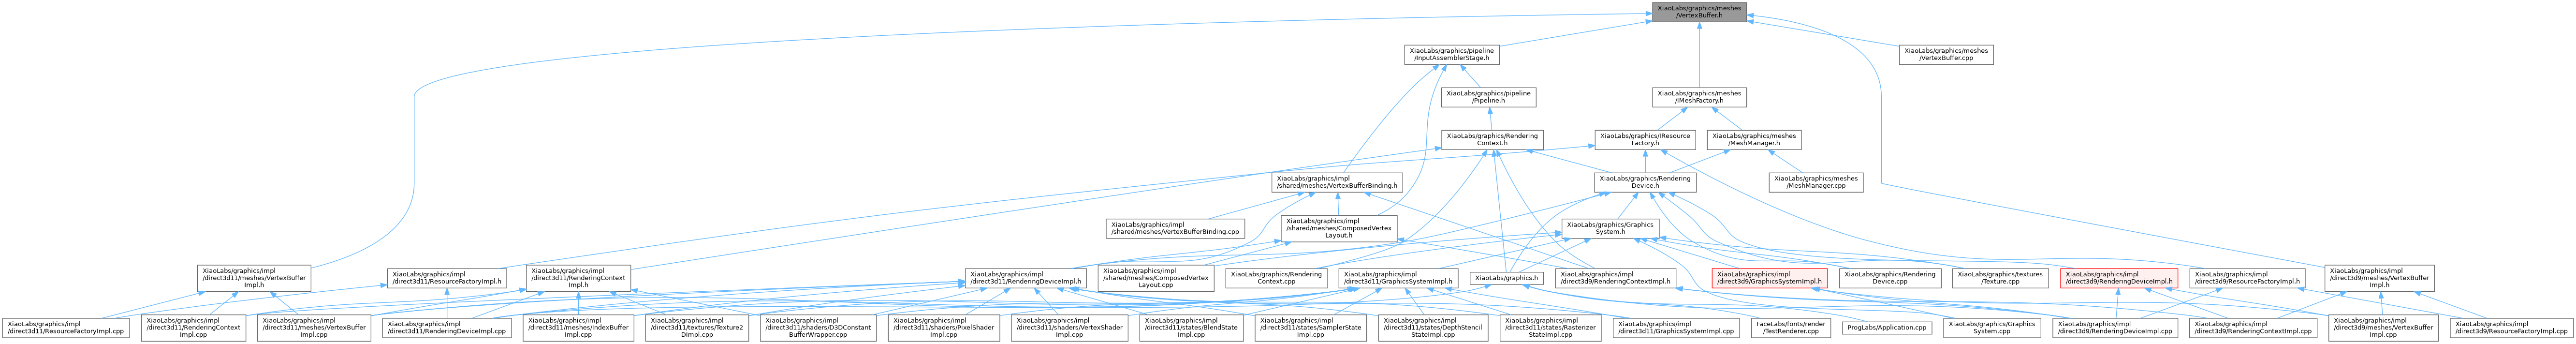 XiaoLabs/graphics/meshes
/VertexBuffer.h
XiaoLabs/graphics/pipeline
/InputAssemblerStage.h
XiaoLabs/graphics/meshes
/VertexBuffer.cpp
XiaoLabs/graphics/pipeline
/Pipeline.h
XiaoLabs/graphics/meshes
/IMeshFactory.h
XiaoLabs/graphics/Rendering
Context.h
XiaoLabs/graphics/IResource
Factory.h
XiaoLabs/graphics/meshes
/MeshManager.h
XiaoLabs/graphics/impl
/shared/meshes/VertexBufferBinding.h
XiaoLabs/graphics/Rendering
Device.h
XiaoLabs/graphics/meshes
/MeshManager.cpp
XiaoLabs/graphics/impl
/shared/meshes/VertexBufferBinding.cpp
XiaoLabs/graphics/impl
/shared/meshes/ComposedVertex
Layout.h
XiaoLabs/graphics/Graphics
System.h
XiaoLabs/graphics/impl
/direct3d11/meshes/VertexBuffer
Impl.h
XiaoLabs/graphics/impl
/direct3d11/ResourceFactoryImpl.h
XiaoLabs/graphics/impl
/direct3d11/RenderingContext
Impl.h
XiaoLabs/graphics/impl
/direct3d11/RenderingDeviceImpl.h
XiaoLabs/graphics/impl
/shared/meshes/ComposedVertex
Layout.cpp
XiaoLabs/graphics/Rendering
Context.cpp
XiaoLabs/graphics/impl
/direct3d11/GraphicsSystemImpl.h
XiaoLabs/graphics.h
XiaoLabs/graphics/impl
/direct3d9/RenderingContextImpl.h
XiaoLabs/graphics/impl
/direct3d9/GraphicsSystemImpl.h
XiaoLabs/graphics/Rendering
Device.cpp
XiaoLabs/graphics/textures
/Texture.cpp
XiaoLabs/graphics/impl
/direct3d9/RenderingDeviceImpl.h
XiaoLabs/graphics/impl
/direct3d9/ResourceFactoryImpl.h
XiaoLabs/graphics/impl
/direct3d9/meshes/VertexBuffer
Impl.h
XiaoLabs/graphics/impl
/direct3d11/ResourceFactoryImpl.cpp
XiaoLabs/graphics/impl
/direct3d11/RenderingContext
Impl.cpp
XiaoLabs/graphics/impl
/direct3d11/meshes/VertexBuffer
Impl.cpp
XiaoLabs/graphics/impl
/direct3d11/RenderingDeviceImpl.cpp
XiaoLabs/graphics/impl
/direct3d11/meshes/IndexBuffer
Impl.cpp
XiaoLabs/graphics/impl
/direct3d11/textures/Texture2
DImpl.cpp
XiaoLabs/graphics/impl
/direct3d11/shaders/D3DConstant
BufferWrapper.cpp
XiaoLabs/graphics/impl
/direct3d11/shaders/PixelShader
Impl.cpp
XiaoLabs/graphics/impl
/direct3d11/shaders/VertexShader
Impl.cpp
XiaoLabs/graphics/impl
/direct3d11/states/BlendState
Impl.cpp
XiaoLabs/graphics/impl
/direct3d11/states/SamplerState
Impl.cpp
XiaoLabs/graphics/impl
/direct3d11/states/DepthStencil
StateImpl.cpp
XiaoLabs/graphics/impl
/direct3d11/states/Rasterizer
StateImpl.cpp
XiaoLabs/graphics/impl
/direct3d11/GraphicsSystemImpl.cpp
FaceLabs/fonts/render
/TestRenderer.cpp
ProgLabs/Application.cpp
XiaoLabs/graphics/Graphics
System.cpp
XiaoLabs/graphics/impl
/direct3d9/RenderingDeviceImpl.cpp
XiaoLabs/graphics/impl
/direct3d9/RenderingContextImpl.cpp
XiaoLabs/graphics/impl
/direct3d9/meshes/VertexBuffer
Impl.cpp
XiaoLabs/graphics/impl
/direct3d9/ResourceFactoryImpl.cpp